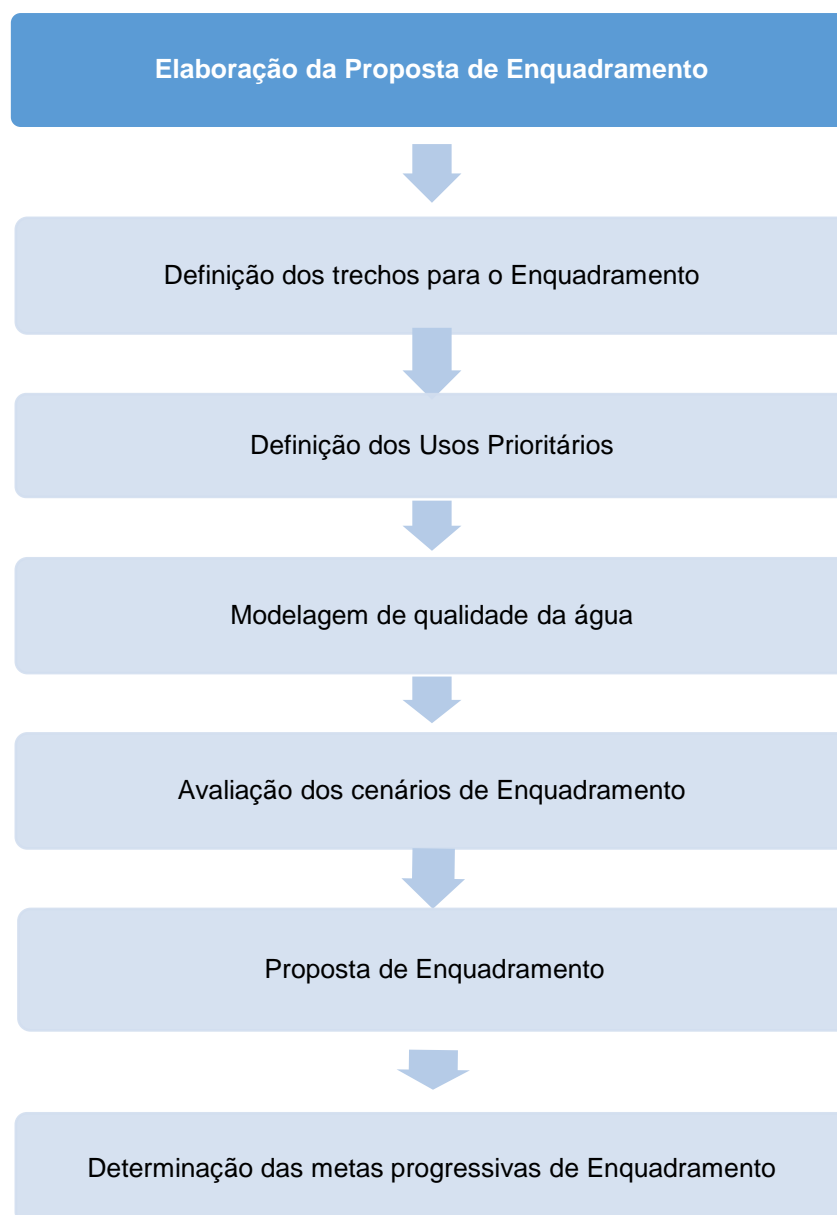 Elaboração da Proposta de Enquadramento
Definição dos trechos para o Enquadramento
Definição dos Usos Prioritários
Modelagem de qualidade da água
Avaliação dos cenários de Enquadramento
Proposta de Enquadramento
Determinação das metas progressivas de Enquadramento